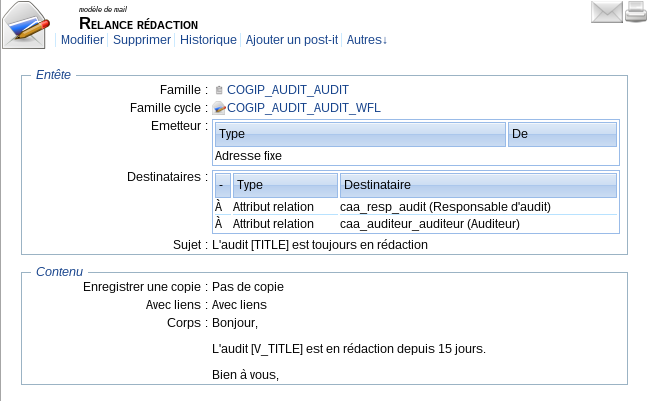 modèle de mail
RELANCE RÉDACTION
Modifier Supprimer Historique Ajouter un post-it Autres↓
Entête
Famille : COGIP_AUDIT_AUDIT
Famille cycle : COGIP_AUDIT_AUDIT_WFL
Emetteur :
Type De
Adresse fixe
Destinataires :
- Type Destinataire
À Attribut relation caa_resp_audit (Responsable d'audit)
À Attribut relation caa_auditeur_auditeur (Auditeur)
Sujet : L'audit [TITLE] est toujours en rédaction
Contenu
Enregistrer une copie : Pas de copie
Avec liens : Avec liens
Corps : Bonjour,
L'audit [V_TITLE] est en rédaction depuis 15 jours.
Bien à vous,